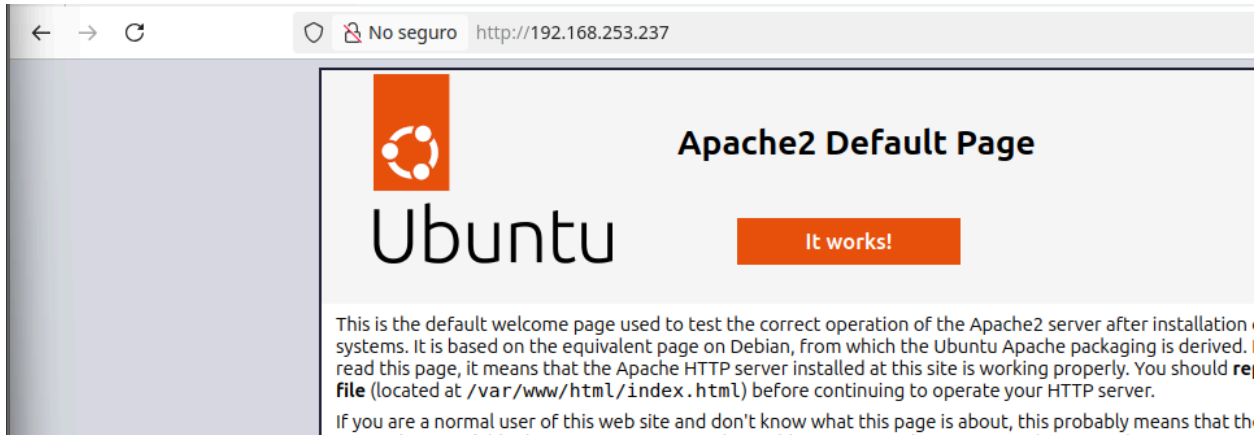 No seguro http://192.168.253.237
Apache2 Default Page
Ubuntu
It works!
This is the default welcome page used to test the correct operation of the Apache2 server after installation
systems. It is based on the equivalent page on Debian, from which the Ubuntu Apache packaging is derived.
read this page, it means that the Apache HTTP server installed at this site is working properly. You should
file (located at /var/www/html/index.html) before continuing to operate your HTTP server.
If you are a normal user of this web site and don't know what this page is about, this probably means that